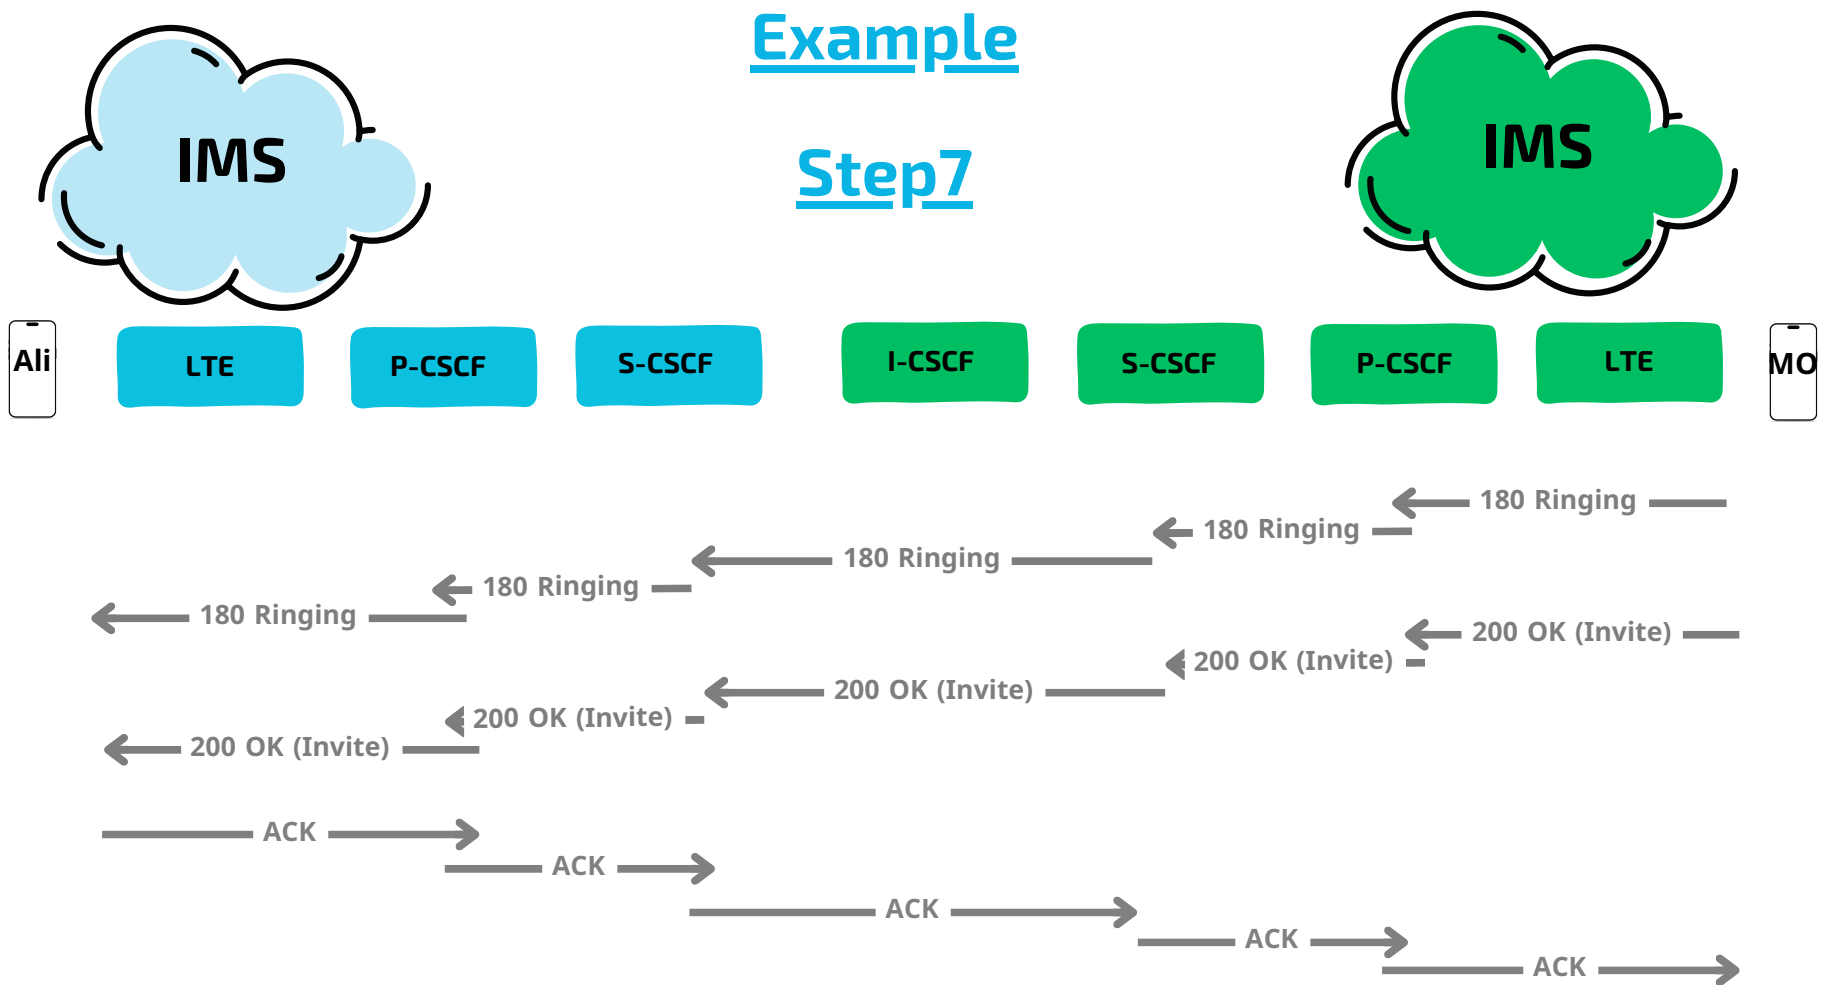 Example
Step7
IMS
IMS
Ali
LTE
P-CSCF
S-CSCF
I-CSCF
S-CSCF
P-CSCF
LTE
MO
180 Ringing
180 Ringing
180 Ringing
180 Ringing
180 Ringing
200 OK (Invite)
200 OK (Invite)
200 OK (Invite)
200 OK (Invite)
200 OK (Invite)
ACK
ACK
ACK
ACK
ACK